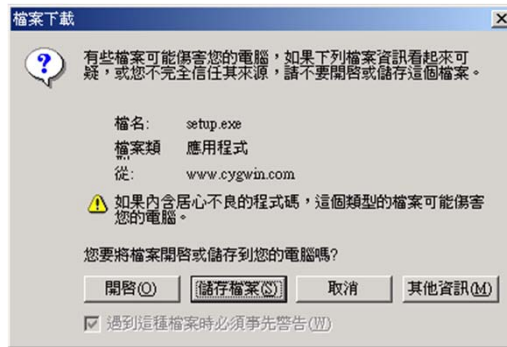 檔案下載
有些檔案可能傷害您的電腦,如果下列檔案資訊看起來可
疑,或您不完全信任其來源,請不要開啓或儲存這個檔案。
檔名: setup.exe
檔案類 應用程式
從: www.cygwin.com
如果內含居心不良的程式碼,這個類型的檔案可能傷害
您的電腦。
您要將檔案開啓或儲存到您的電腦嗎?
開啓(O) 儲存檔案(S) 取消 其他資訊(M)
遇到這種檔案時必須事先警告(W)